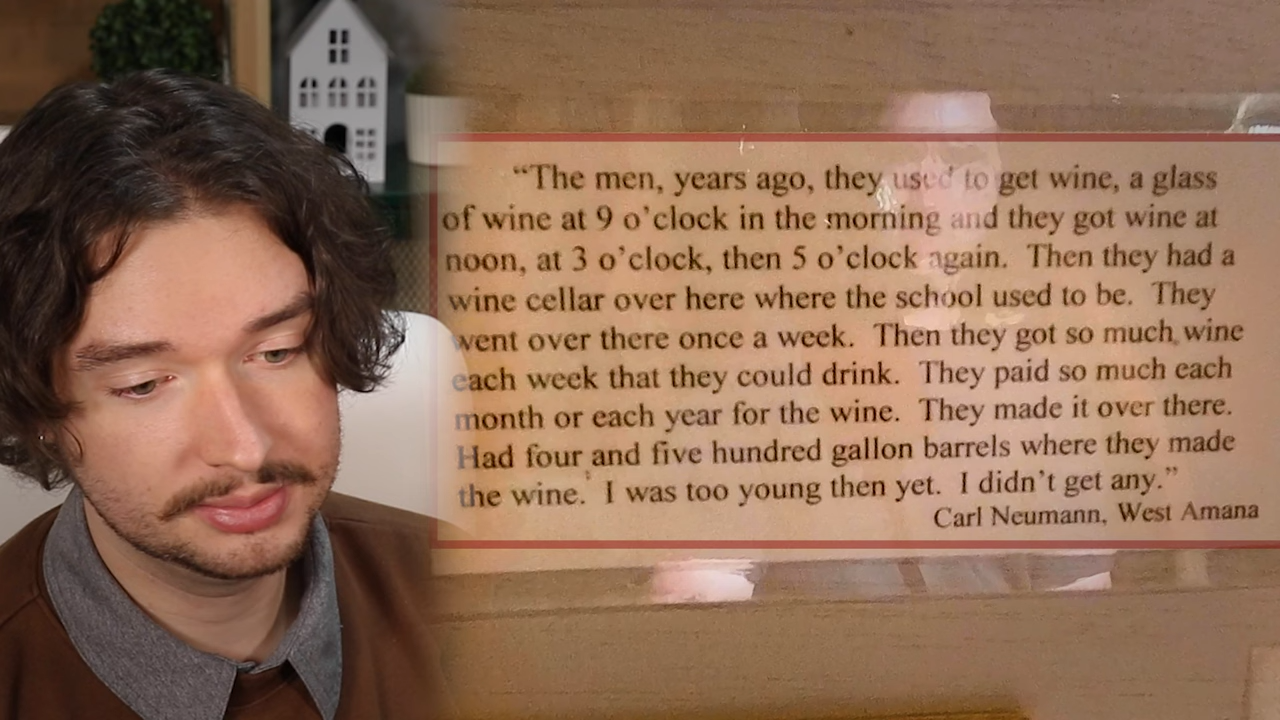 “The men, years ago, they used to get wine, a glass
of wine at 9 o’clock in the morning and they got wine at
noon, at 3 o’clock, then 5 o’clock again. Then they had a
wine cellar over here where the school used to be. They
went over there once a week. Then they got so much wine
each week that they could drink. They paid so much each
month or each year for the wine. They made it over there.
Had four and five hundred gallon barrels where they made
the wine. I was too young then yet. I didn’t get any.”
Carl Neumann, West Amana